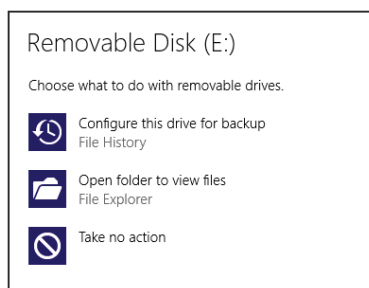 Removable Disk (E:)
Choose what to do with removable drives.
Configure this drive for backup
File History
Open folder to view files
File Explorer
Take no action